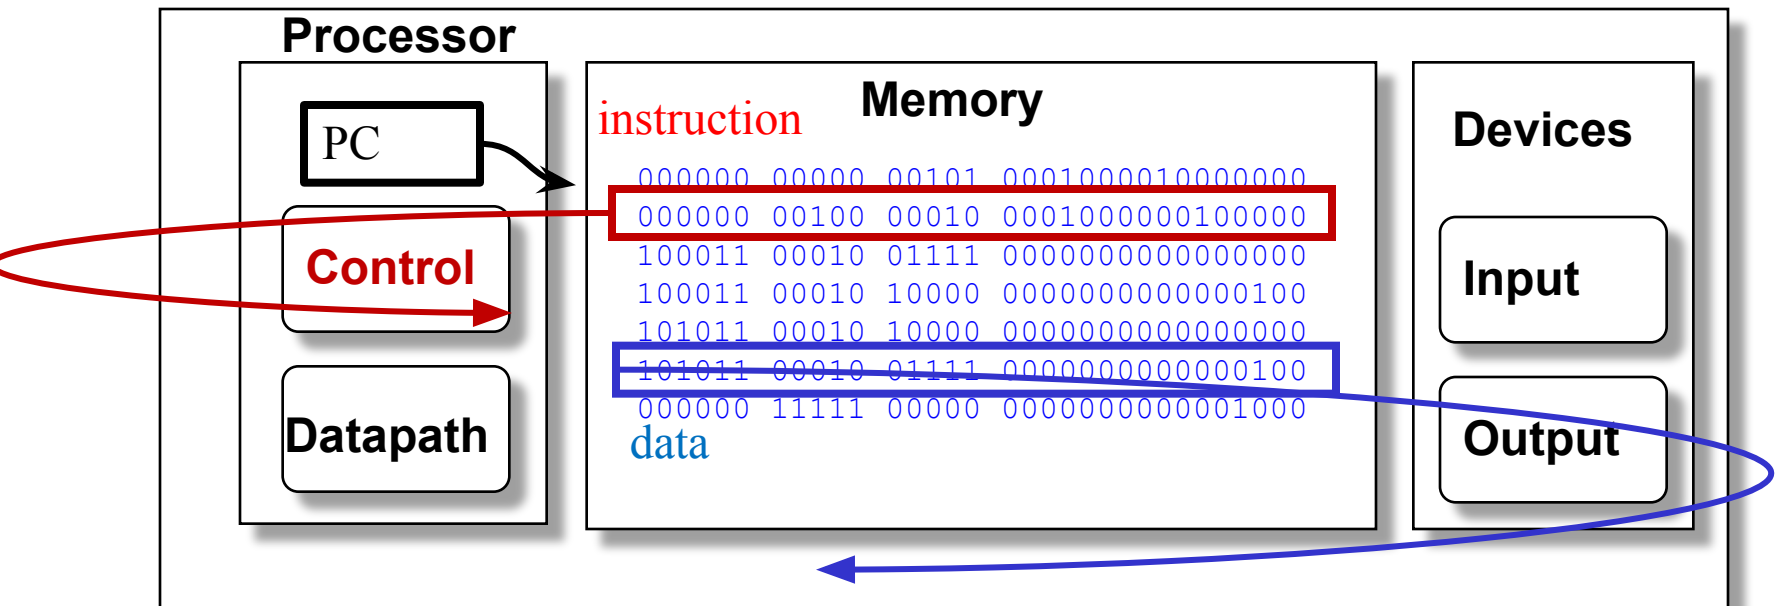 Processor
PC
Control
Datapath
Memory
instruction
000000 00000 00101 0001000010000000
000000 00100 00010 0001000000100000
100011 00010 01111 0000000000000000
100011 00010 10000 0000000000000100
101011 00010 10000 0000000000000000
101011 00010 01111 0000000000000100
000000 11111 00000 0000000000001000
data
Devices
Input
Output